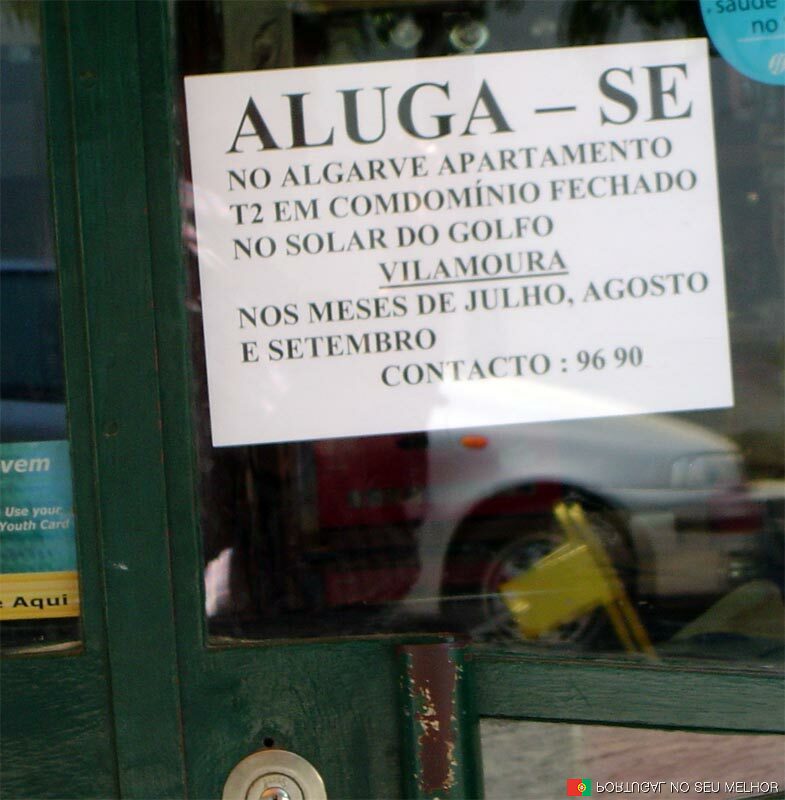 , saúde
no
ALUGA – SE
NO ALGARVE APARTAMENTO
T2 EM COMDOMÍNIO FECHADO
NO SOLAR DO GOLFO
VILAMOURA
NOS MESES DE JULHO, AGOSTO
E SETEMBRO
CONTACTO : 96 90
vem
Use your
Youth Card
e Aqui
PORTUGAL NO SEU MELHOR